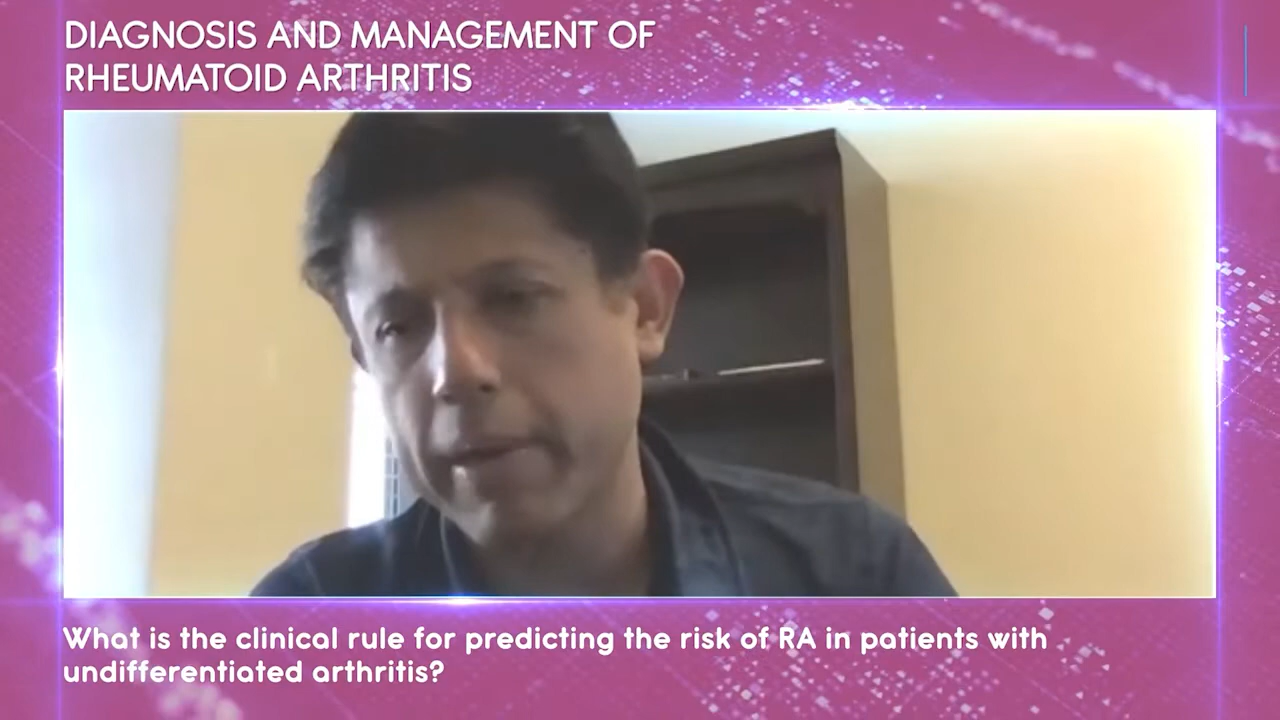 DIAGNOSIS AND MANAGEMENT OF
RHEUMATOID ARTHRITIS
What is the clinical rule for predicting the risk of RA in patients with
undifferentiated arthritis?